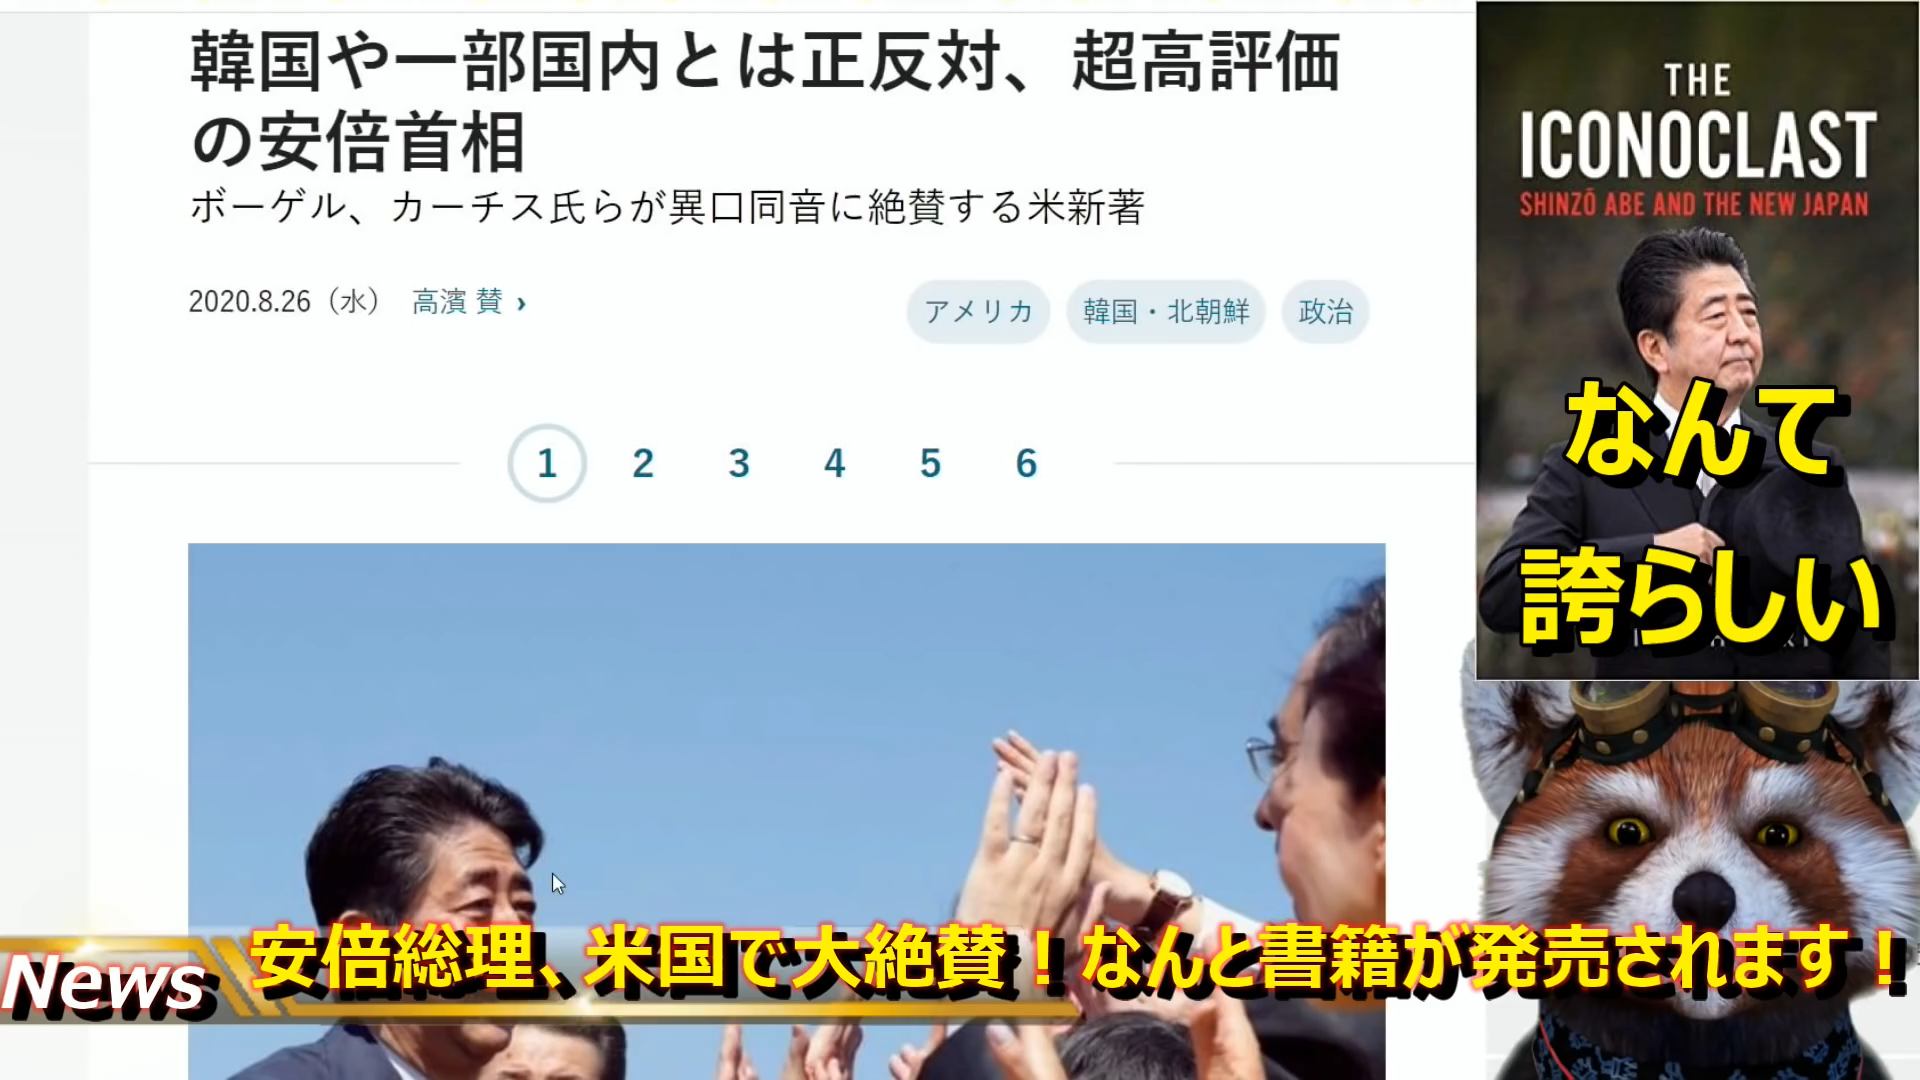 韓国や一部国内とは正反対、超高評価
の安倍首相
ボーゲル、カーチス氏らが異口同音に絶賛する米新著
2020.8.26（水） 高濱 賛 ›
アメリカ 韓国・北朝鮮 政治
1 2 3 4 5 6
THE
ICONOCLAST
SHINZŌ ABE AND THE NEW JAPAN
なんて
誇らしい
News
安倍総理、米国で大絶賛！なんと書籍が発売されます！